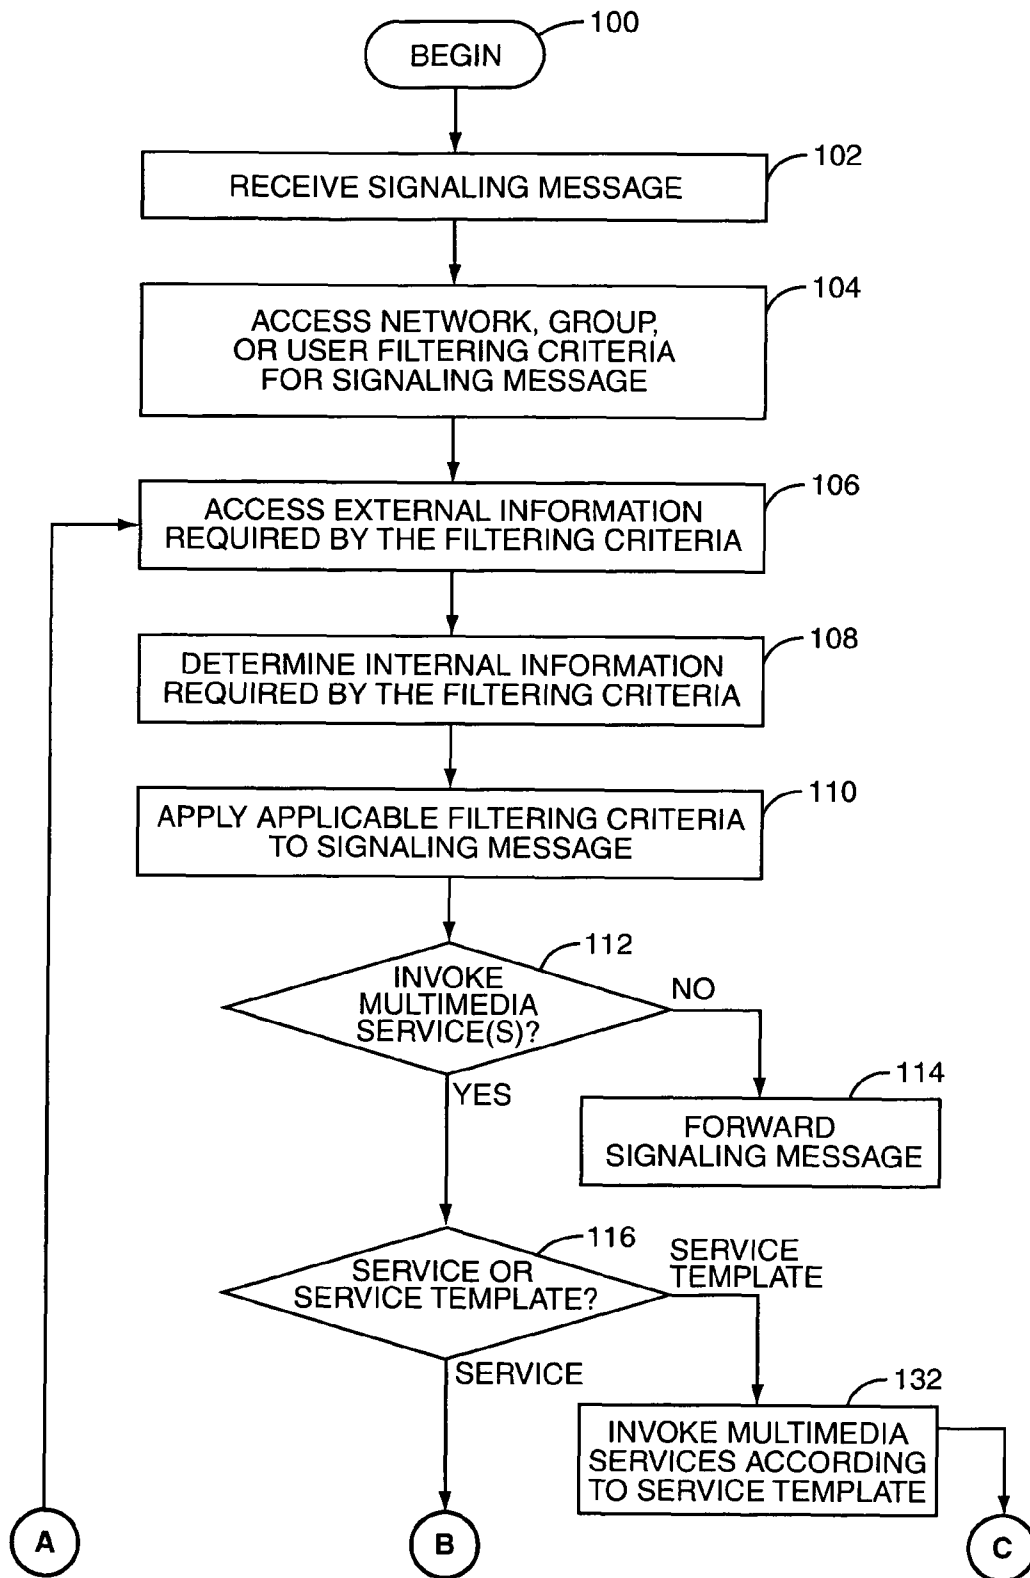 100
BEGIN
102
RECEIVE SIGNALING MESSAGE
104
ACCESS NETWORK, GROUP,
OR USER FILTERING CRITERIA
FOR SIGNALING MESSAGE
106
ACCESS EXTERNAL INFORMATION
REQUIRED BY THE FILTERING CRITERIA
108
DETERMINE INTERNAL INFORMATION
REQUIRED BY THE FILTERING CRITERIA
110
APPLY APPLICABLE FILTERING CRITERIA
TO SIGNALING MESSAGE
112
INVOKE
MULTIMEDIA
SERVICE(S)?
NO
YES
114
FORWARD
SIGNALING MESSAGE
116
SERVICE OR
SERVICE TEMPLATE?
SERVICE
TEMPLATE
SERVICE
132
INVOKE MULTIMEDIA
SERVICES ACCORDING
TO SERVICE TEMPLATE
A
B
C